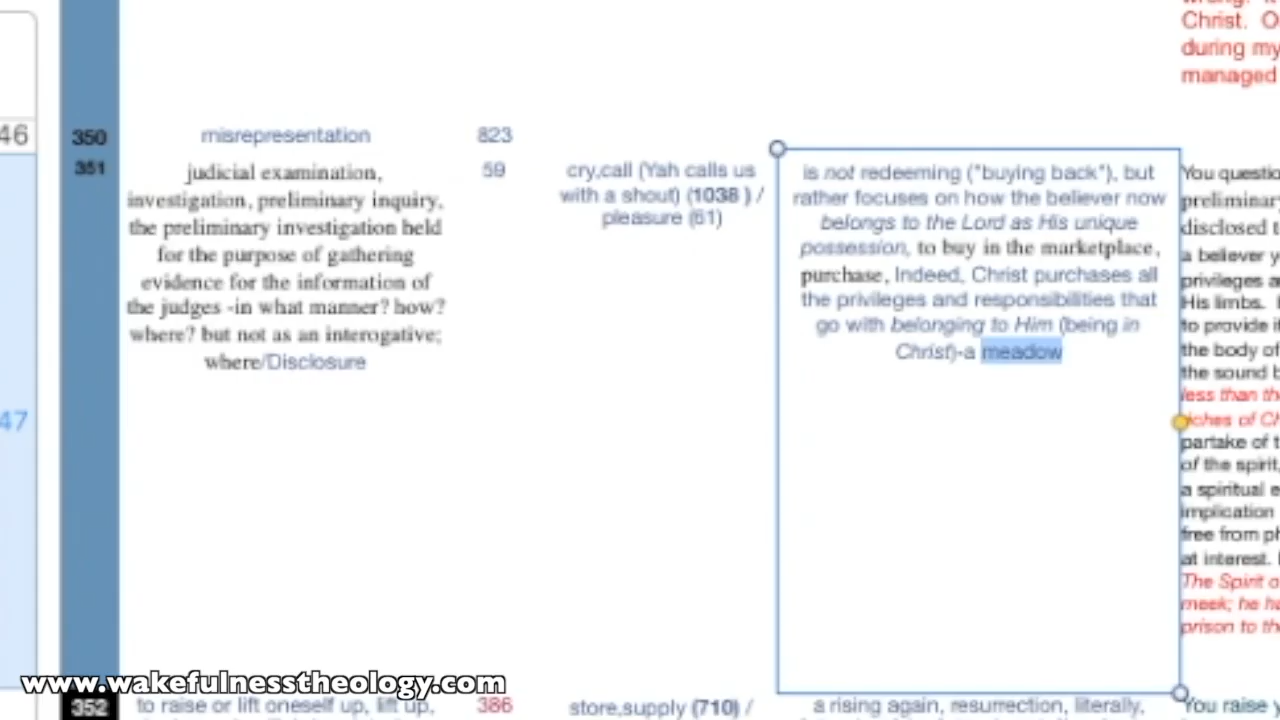 46
350
misrepresentation
823
351
judicial examination,
investigation, preliminary inquiry,
the preliminary investigation held
for the purpose of gathering
evidence for the information of
the judges -in what manner? how?
where? but not as an interogative;
where/Disclosure
59
cry,call (Yah calls us
with a shout) (1038 ) /
pleasure (61)
is not redeeming ("buying back"), but
rather focuses on how the believer now
belongs to the Lord as His unique
possession, to buy in the marketplace,
purchase, Indeed, Christ purchases all
the privileges and responsibilities that
go with belonging to Him (being in
Christ)-a meadow
Christ. O
during my
managed
You questio
preliminary
disclosed t
a believer y
privileges a
His limbs.
to provide i
the body of
the sound b
less than th
iches of Ch
partake of t
of the spirit,
a spiritual e
implication
free from ph
at interest.
The Spirit o
meek; he h
prison to th
47
352
to raise or lift oneself up, lift up,
386
store,supply (710) /
a rising again, resurrection, literally,
You raise y
www.wakefulnesstheology.com